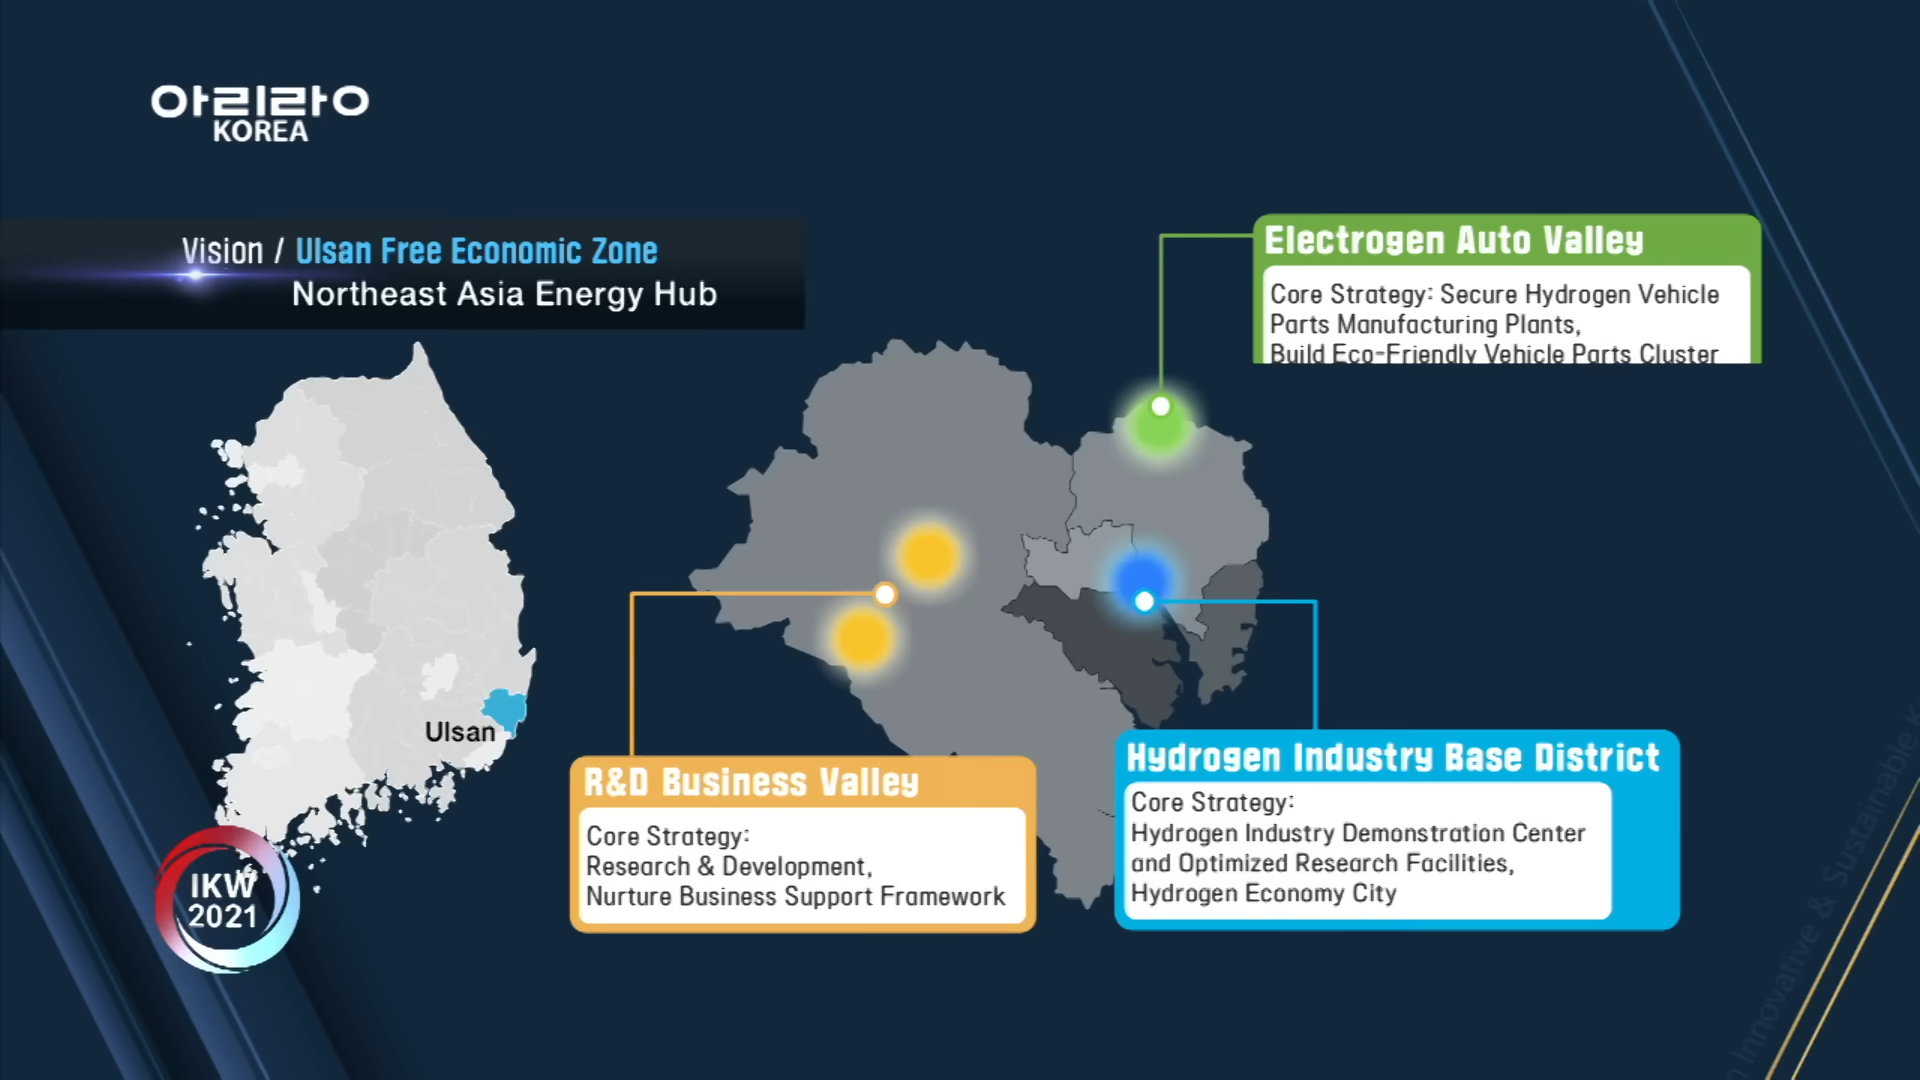 아리랑
KOREA
Vision / Ulsan Free Economic Zone
Northeast Asia Energy Hub
Electrogen Auto Valley
Core Strategy: Secure Hydrogen Vehicle
Parts Manufacturing Plants,
Build Eco-Friendly Vehicle Parts Cluster
Ulsan
R&D Business Valley
Core Strategy:
Research & Development,
Nurture Business Support Framework
Hydrogen Industry Base District
Core Strategy:
Hydrogen Industry Demonstration Center
and Optimized Research Facilities,
Hydrogen Economy City
IKW
2021
Innovative & Sustainable